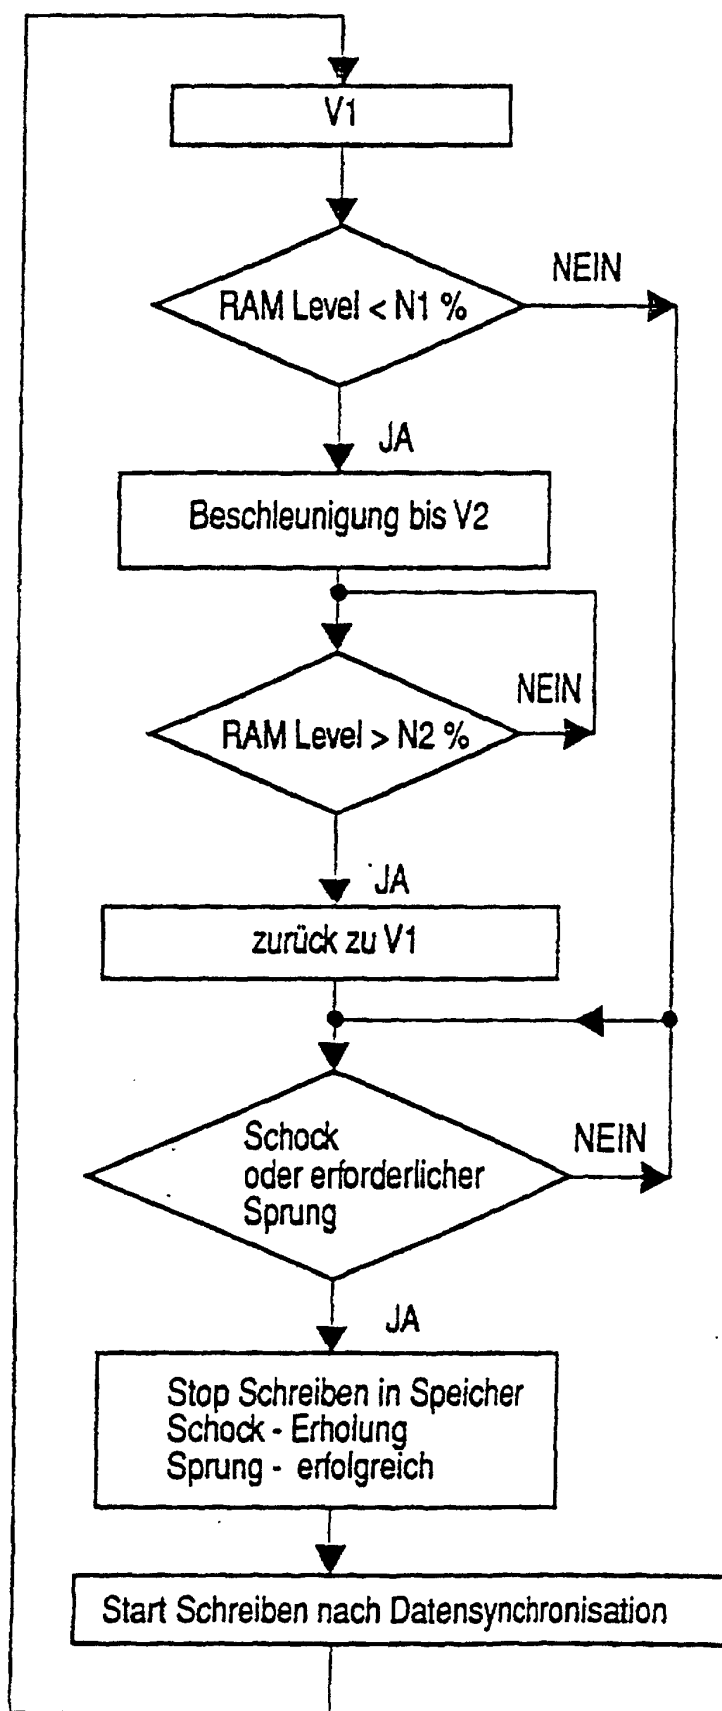 V1
RAM Level < N1 %
NEIN
JA
Beschleunigung bis V2
RAM Level > N2 %
NEIN
JA
zurück zu V1
Schock
oder erforderlicher
Sprung
NEIN
JA
Stop Schreiben in Speicher
Schock - Erholung
Sprung - erfolgreich
Start Schreiben nach Datensynchronisation